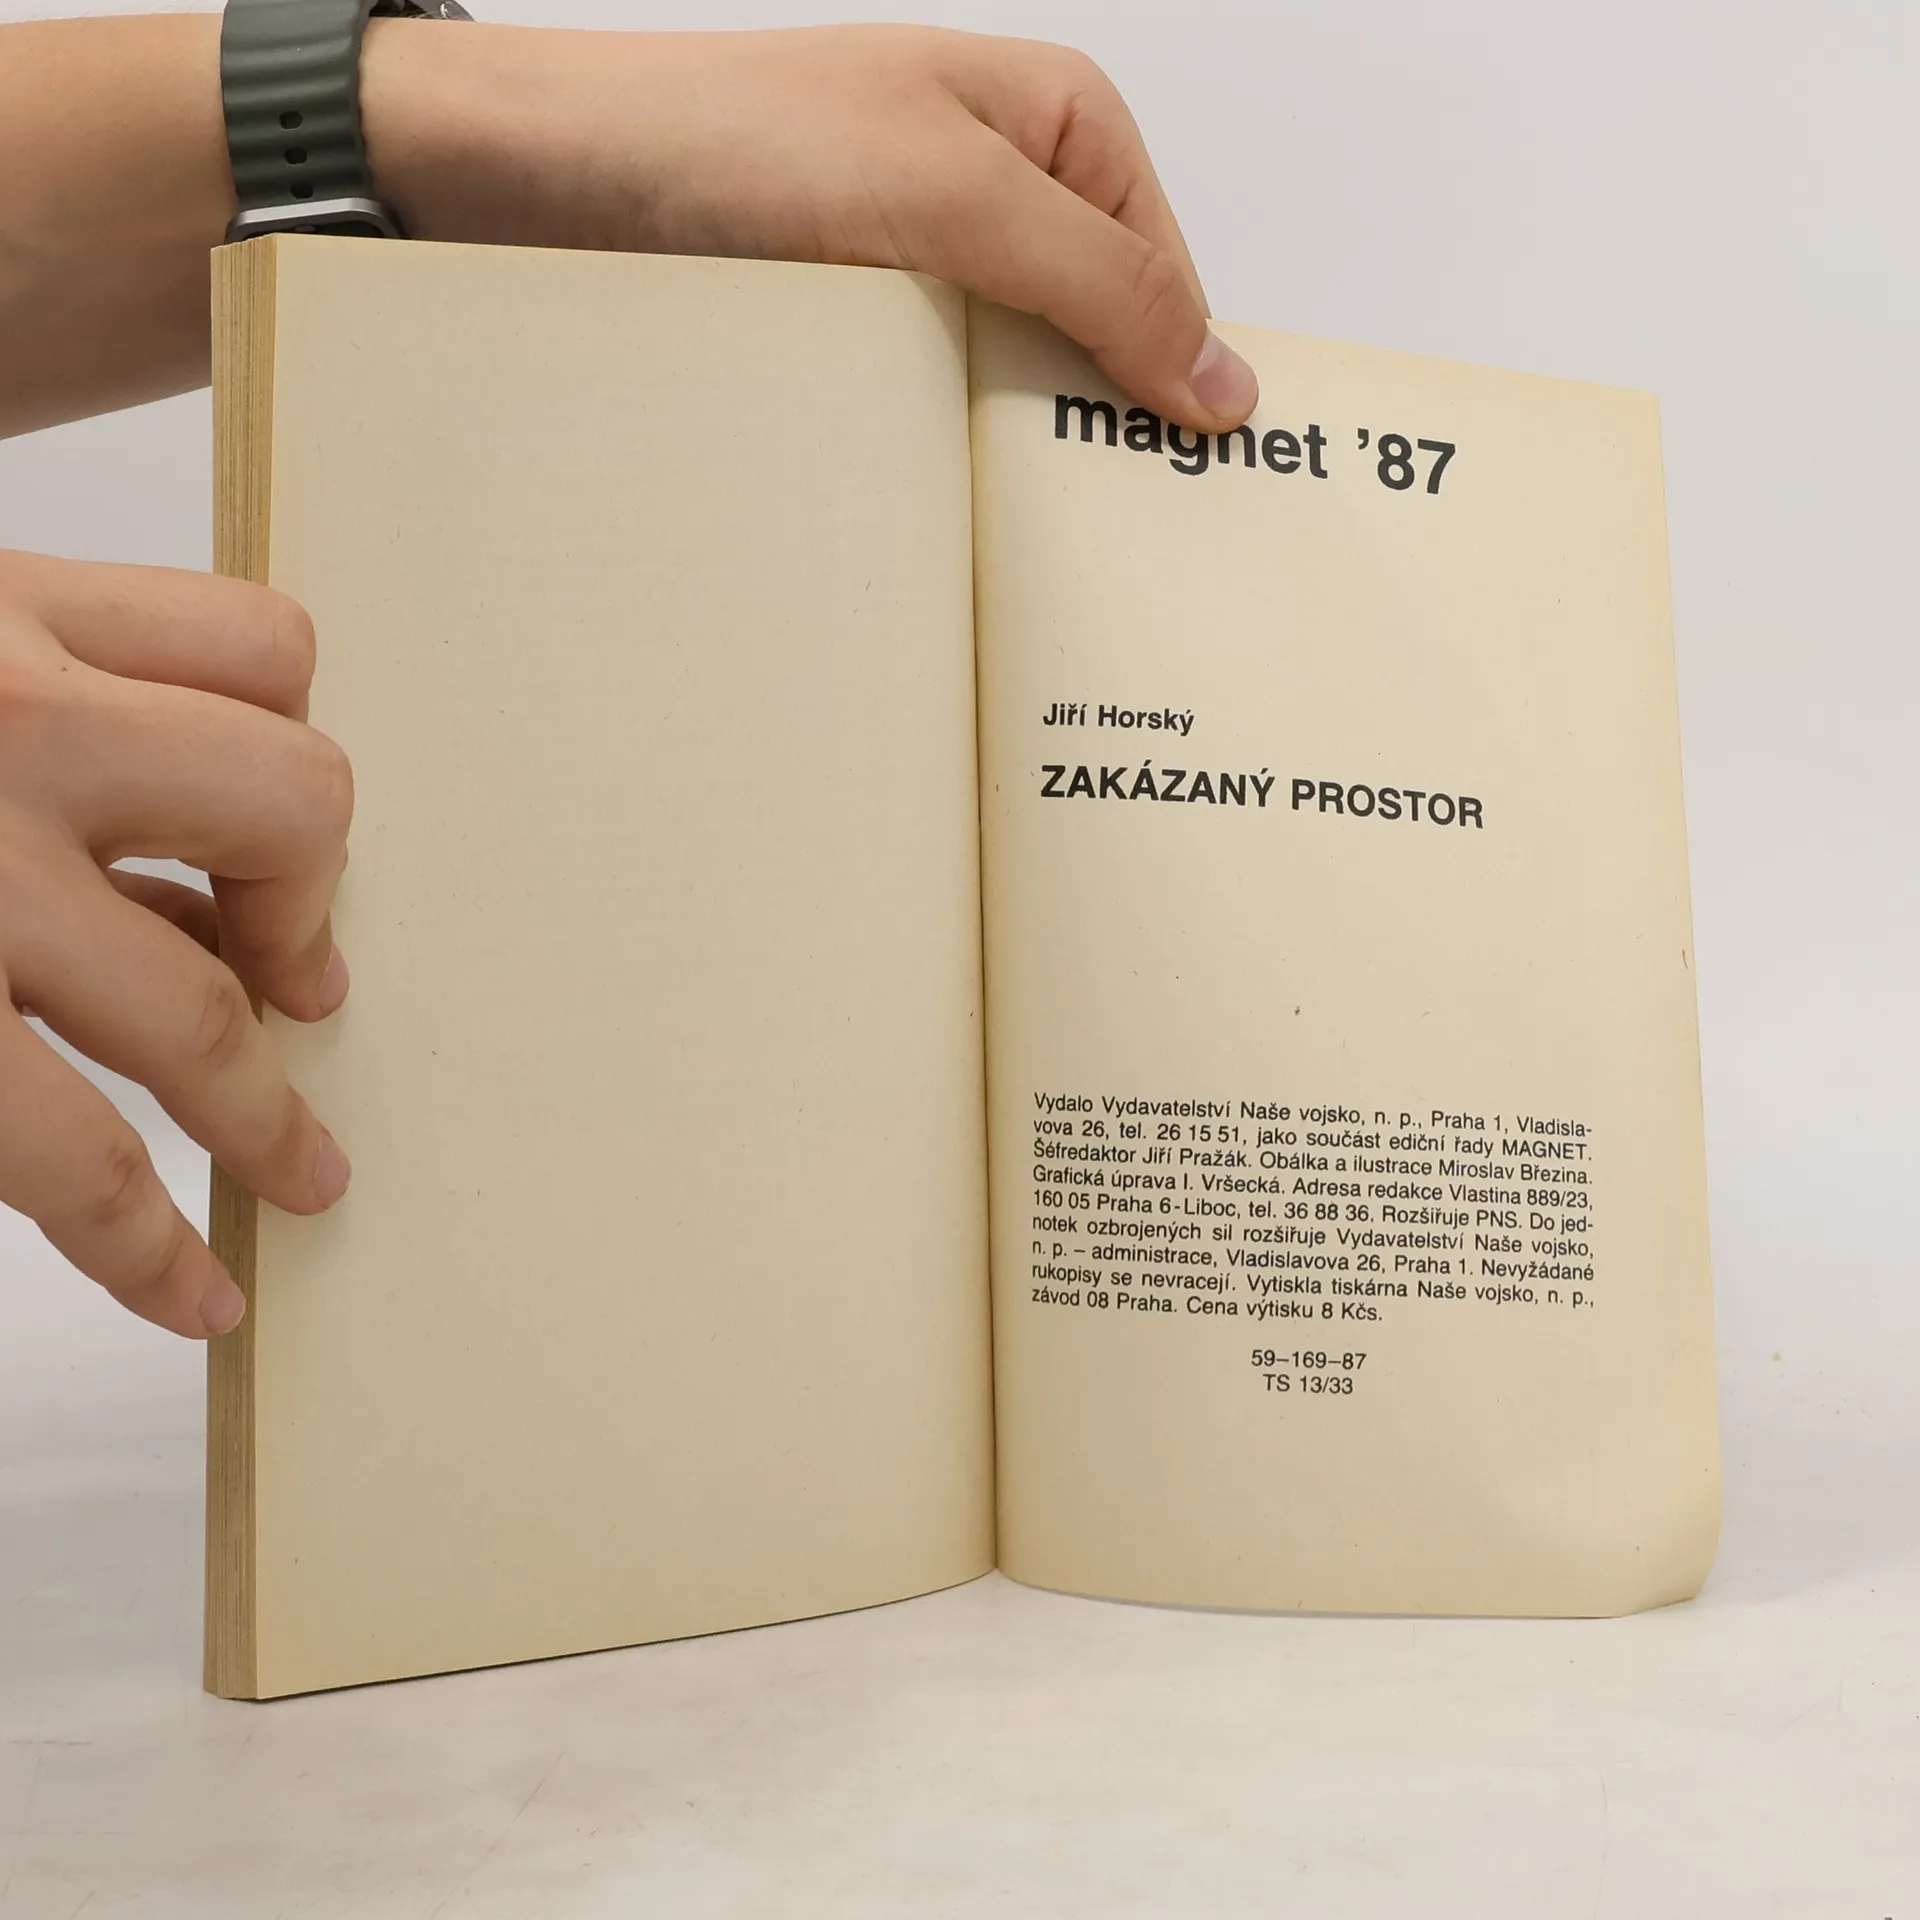 magnet ’87
Jiří Horský
ZAKÁZANÝ PROSTOR
Vydalo Vydavatelství Naše vojsko, n. p., Praha 1, Vladisla-
vova 26, tel. 26 15 51, jako součást ediční řady MAGNET.
Šéfredaktor Jiří Pražák. Obálka a ilustrace Miroslav Březina.
Grafická úprava I. Vršecká. Adresa redakce Vlastina 889/23,
160 05 Praha 6-Liboc, tel. 36 88 36. Rozšiřuje PNS. Do jed-
notek ozbrojených sil rozšiřuje Vydavatelství Naše vojsko,
n. p. – administrace, Vladislavova 26, Praha 1. Nevyžádané
rukopisy se nevracejí. Vytiskla tiskárna Naše vojsko, n. p.,
závod 08 Praha. Cena výtisku 8 Kčs.
59–169–87
TS 13/33